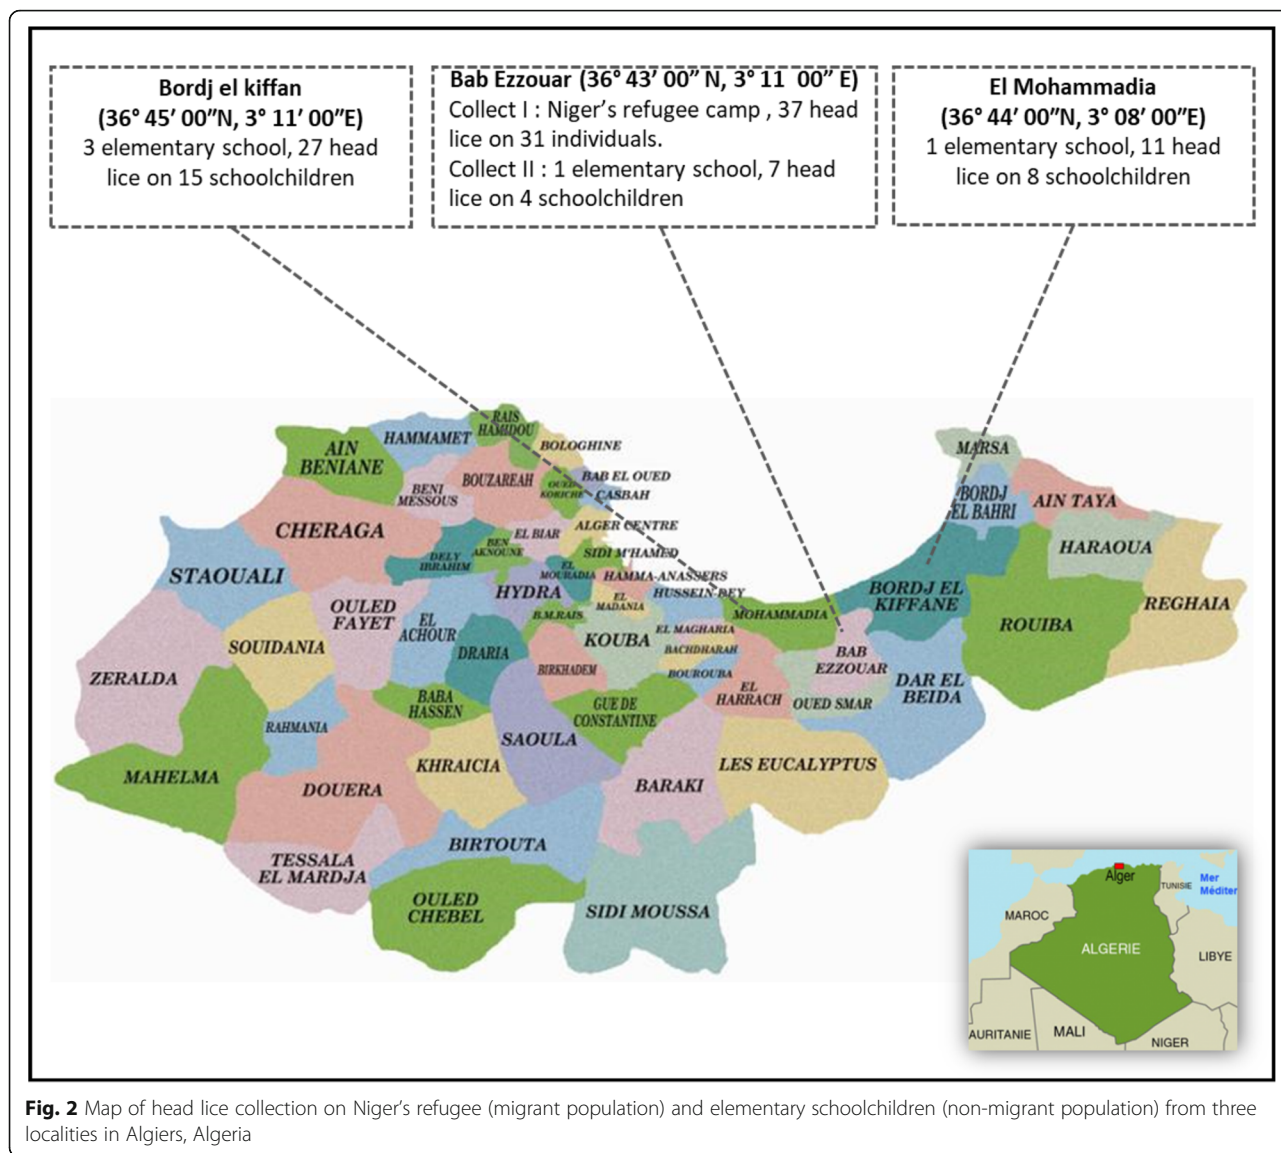 Bordj el kiffan
(36° 45’ 00”N, 3° 11’ 00”E)
3 elementary school, 27 head
lice on 15 schoolchildren
Bab Ezzouar (36° 43’ 00” N, 3° 11  00” E)
Collect I : Niger’s refugee camp , 37 head
lice on 31 individuals.
Collect II : 1 elementary school, 7 head
lice on 4 schoolchildren
El Mohammadia
(36° 44’ 00”N, 3° 08’ 00”E)
1 elementary school, 11 head
lice on 8 schoolchildren
RAIS
HAMIDOU
HAMMAMET
BOLOGHINE
AIN
BENIANE
MARSA
BOUZAREAH
BAB EL OUED
BENI
MESSOUS
OUED
KORICHE
CASBAH
BORDJ
EL BAHRI
AIN TAYA
CHERAGA
ALGER CENTRE
EL BIAR
BEN
AKNOUNE
SIDI M'HAMED
HARAOUA
DELY
IBRAHIM
EL
MOURADIA
HAMMA-ANASSERS
STAOUALI
HYDRA
HUSSEIN-DEY
BORDJ EL
KIFFANE
REGHAIA
OULED
FAYET
EL
MADANIA
B.M.RAIS
MOHAMMADIA
EL
ACHOUR
ROUIBA
EL MAGHARIA
KOUBA
SOUIDANIA
DRARIA
BACHDHARAH
BAB
EZZOUAR
BIRKHADEM
BOUROUBA
ZERALDA
DAR EL
BEIDA
EL
HARRACH
BABA
HASSEN
OUED SMAR
GUE DE
CONSTANTINE
RAHMANIA
SAOULA
KHRAICIA
LES EUCALYPTUS
MAHELMA
BARAKI
DOUERA
BIRTOUTA
TESSALA
EL MARDJA
OULED
CHEBEL
SIDI MOUSSA
Alger
TUNISIE
Mer
Méditer
MAROC
ALGERIE
LIBYE
AURITANIE
MALI
NIGER
Fig. 2 Map of head lice collection on Niger’s refugee (migrant population) and elementary schoolchildren (non-migrant population) from three
localities in Algiers, Algeria